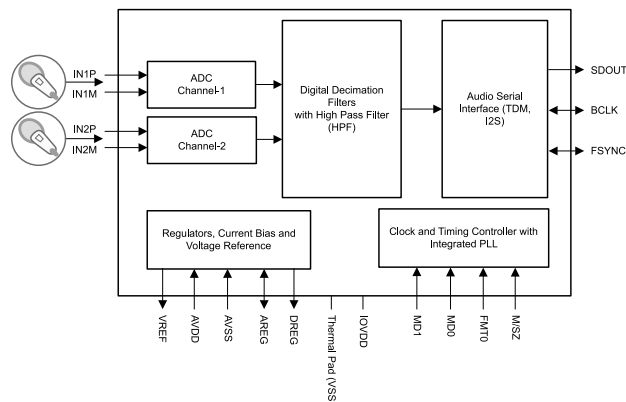 IN1P
IN1M
IN2P
IN2M
ADC
Channel-1
ADC
Channel-2
Digital Decimation
Filters
with High Pass Filter
(HPF)
Audio Serial
Interface (TDM,
I2S)
SDOUT
BCLK
FSYNC
Regulators, Current Bias and
Voltage Reference
Clock and Timing Controller with
Integrated PLL
VREF
AVDD
AVSS
AREG
DREG
Thermal Pad (VSS
IOVDD
MD1
MD0
FMT0
M/SZ